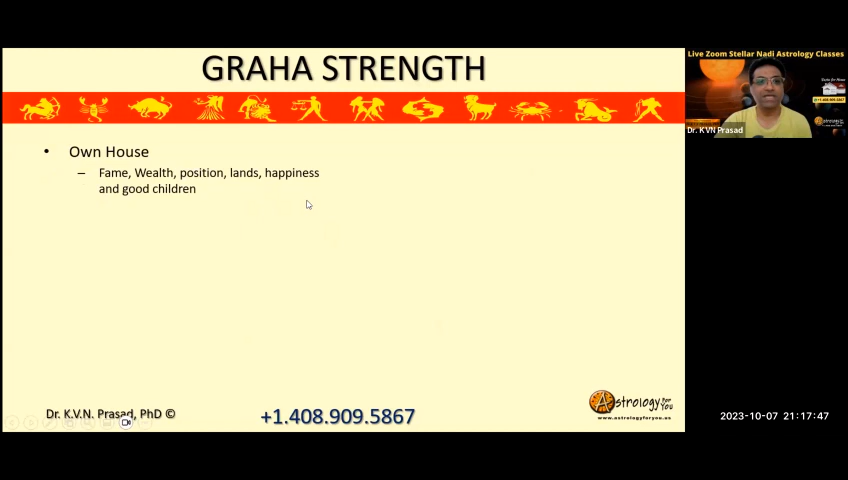 GRAHA STRENGTH
• Own House
– Fame, Wealth, position, lands, happiness
and good children
Dr. K.V.N. Prasad, PhD ©
+1.408.909.5867
Astrology For You
www.astrologyforyou.us
Live Zoom Stellar Nadi Astrology Classes
Dr. KVN Prasad
2023-10-07 21:17:47